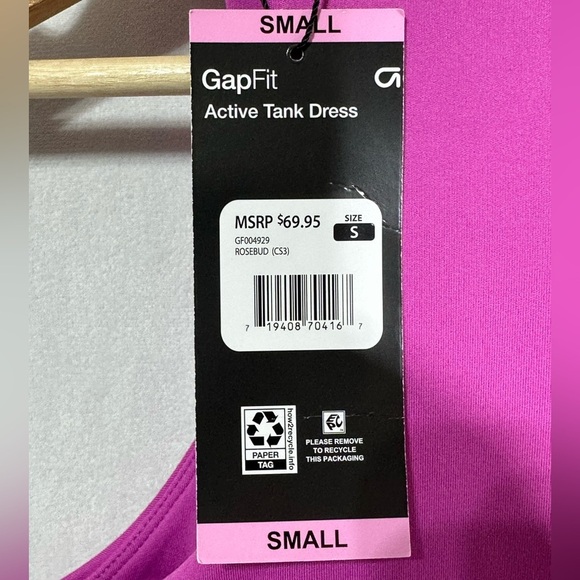 SMALL
GapFit
Active Tank Dress
MSRP $69.95
SIZE
S
GF004929
ROSEBUD (CS3)
7 19408 70416 7
how2recycle.info
PAPER
TAG
PLEASE REMOVE
TO RECYCLE
THIS PACKAGING
SMALL